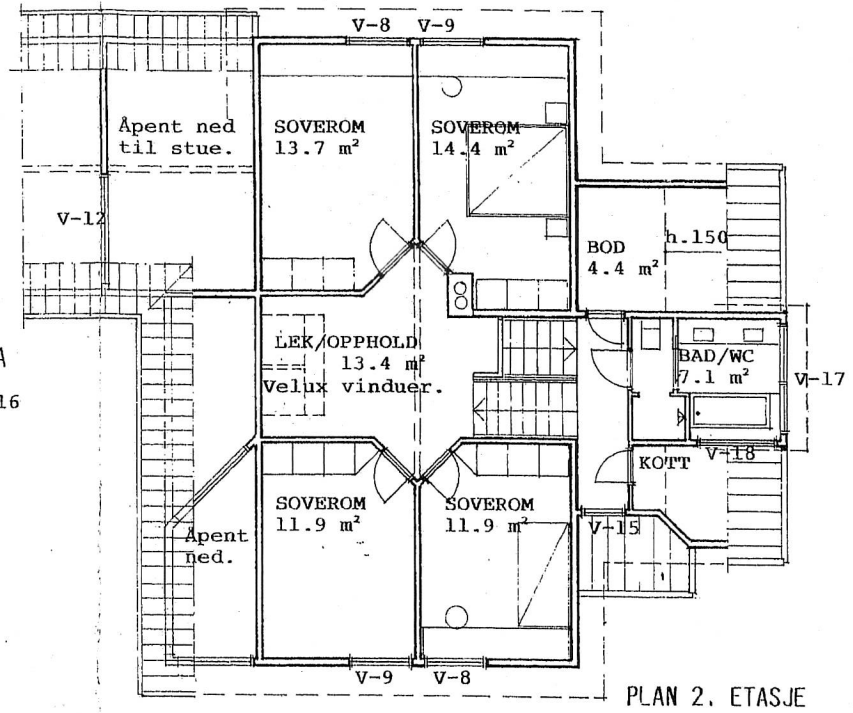 V-8
V-9
Åpent ned
til stue.
SOVEROM
13.7 m²
SOVEROM
14.4 m²
V-12
BOD
4.4 m²
h.150
LEK/OPPHOLD
13.4 m²
Velux vinduer.
BAD/WC
7.1 m²
V-17
A
16
V-18
KOTT
SOVEROM
11.9 m²
SOVEROM
11.9 m²
V-15
Åpent
ned.
V-9
V-8
PLAN 2. ETASJE